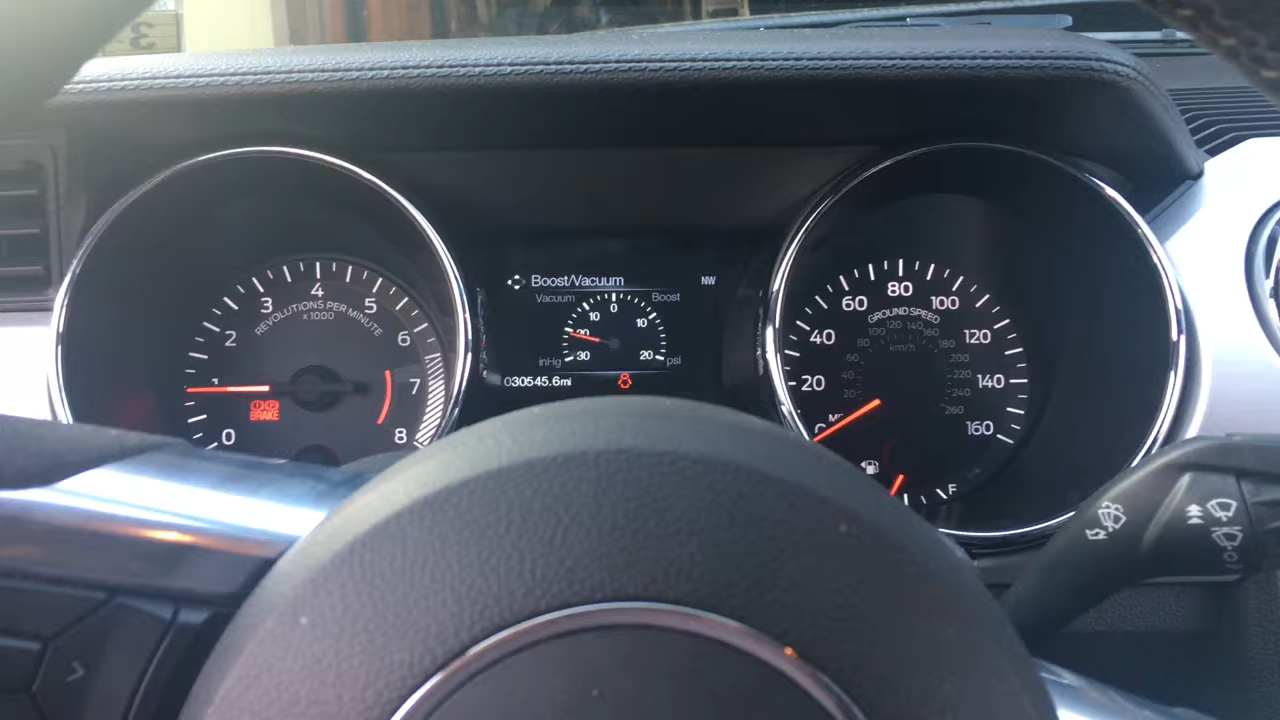 Boost/Vacuum NW
Vacuum Boost
0
10 10
20
30 20
inHg psi
030545.6mi
0 1 2 3 4 5 6 7 8
REVOLUTIONS PER MINUTE
x1000
BRAKE
20 40 60 80 100 120 140 160
GROUND SPEED
20 40 60 80 100 120 140 160 180 200 220 240 260
km/h
F